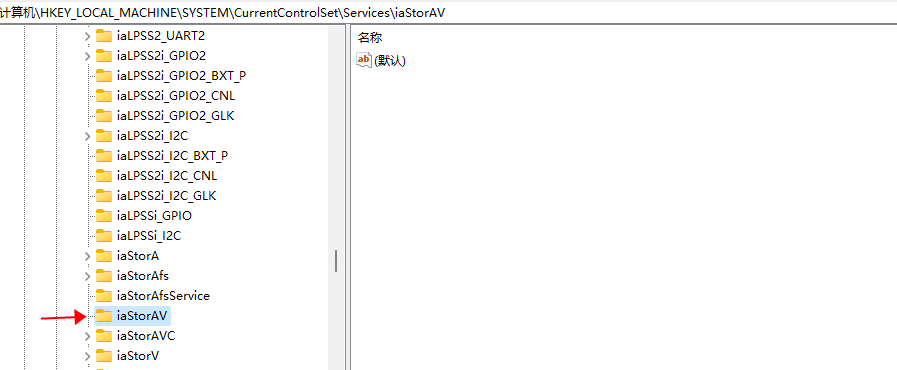 计算机\HKEY_LOCAL_MACHINE\SYSTEM\CurrentControlSet\Services\iaStorAV
iaLPSS2_UART2
iaLPSS2i_GPIO2
iaLPSS2i_GPIO2_BXT_P
iaLPSS2i_GPIO2_CNL
iaLPSS2i_GPIO2_GLK
iaLPSS2i_I2C
iaLPSS2i_I2C_BXT_P
iaLPSS2i_I2C_CNL
iaLPSS2i_I2C_GLK
iaLPSSi_GPIO
iaLPSSi_I2C
iaStorA
iaStorAfs
iaStorAfsService
iaStorAV
iaStorAVC
iaStorV
名称
ab (默认)